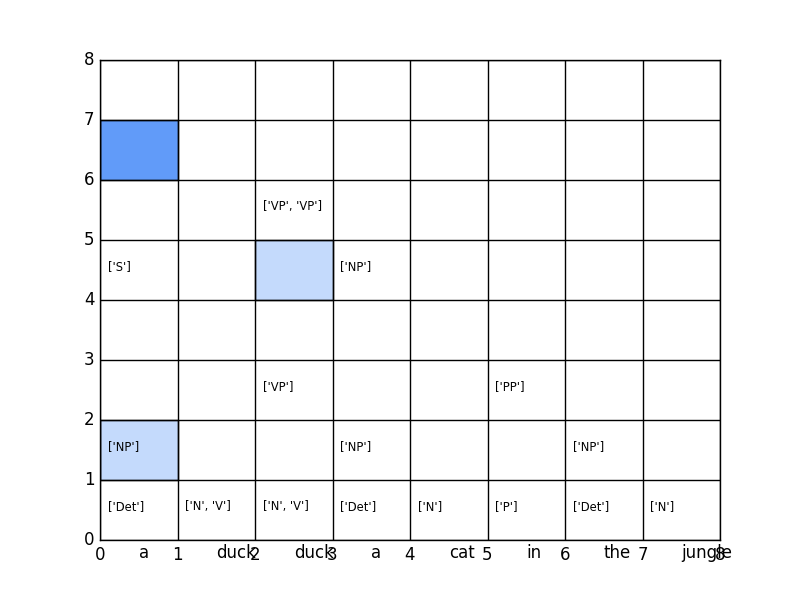 8
7
6
['VP', 'VP']
5
['S'] ['NP']
4
3
['VP'] ['PP']
2
['NP'] ['NP'] ['NP']
1
['Det'] ['N', 'V'] ['N', 'V'] ['Det'] ['N'] ['P'] ['Det'] ['N']
0
a duck duck a cat in the jungle
0 1 2 3 4 5 6 7 8